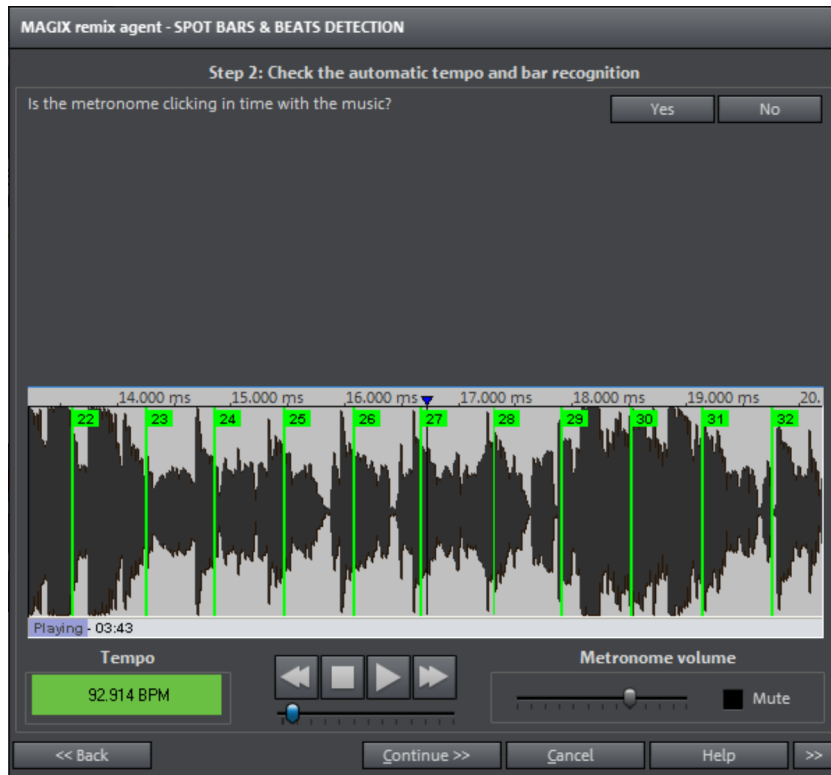 MAGIX remix agent - SPOT BARS & BEATS DETECTION
Step 2: Check the automatic tempo and bar recognition
Is the metronome clicking in time with the music?
Yes No
14.000 ms 15.000 ms 16.000 ms 17.000 ms 18.000 ms 19.000 ms 20.
22 23 24 25 26 27 28 29 30 31 32
Playing - 03:43
Tempo Metronome volume
92.914 BPM Mute
<< Back Continue >> Cancel Help >>